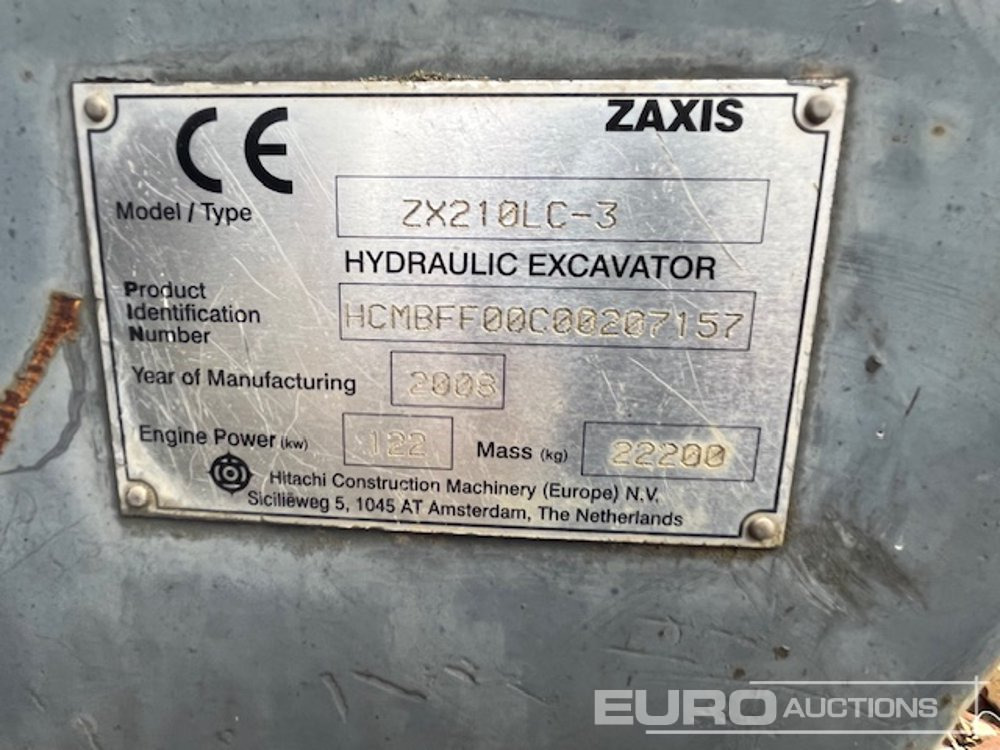 CE ZAXIS
Model / Type ZX210LC-3
HYDRAULIC EXCAVATOR
Product
Identification
Number HCMBFF00C00207157
Year of Manufacturing 2008
Engine Power (kw) 122 Mass (kg) 22200
Hitachi Construction Machinery (Europe) N.V.
Siciliëweg 5, 1045 AT Amsterdam, The Netherlands
EURO AUCTIONS